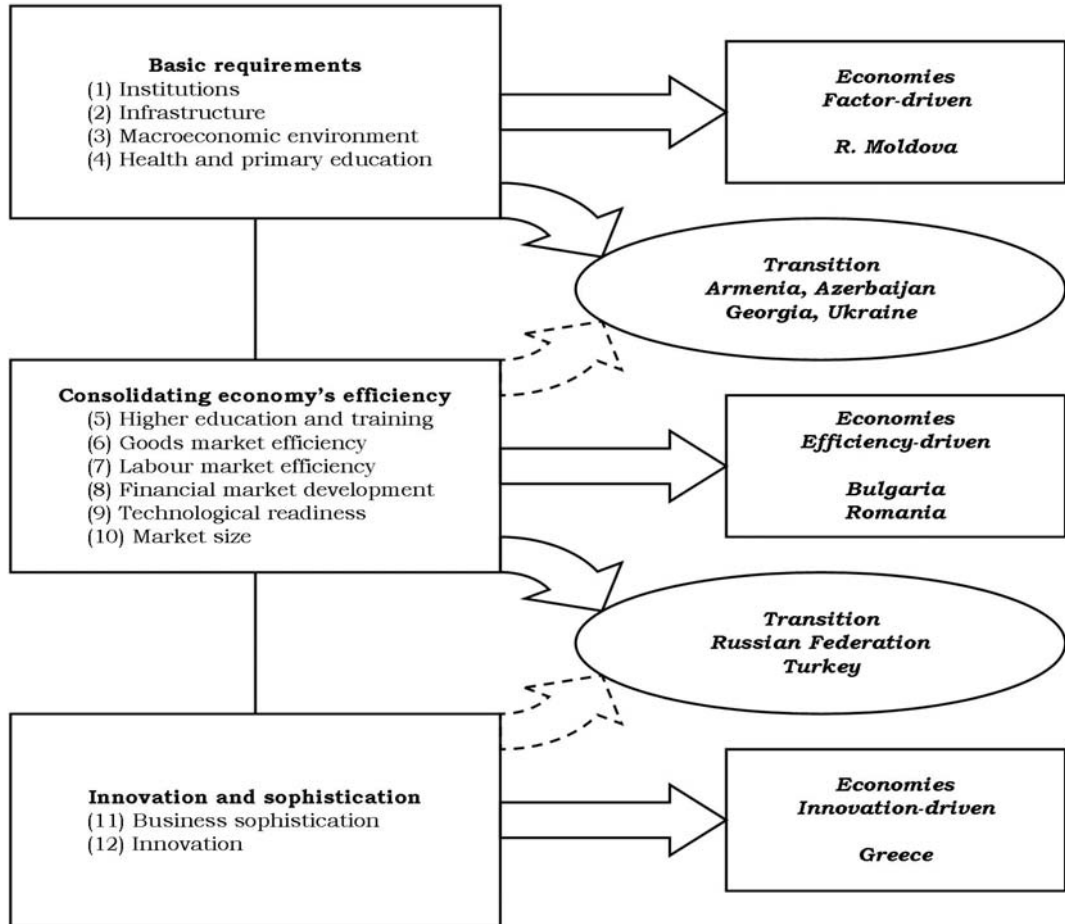 Basic requirements
(1) Institutions
(2) Infrastructure
(3) Macroeconomic environment
(4) Health and primary education
Economies
Factor-driven
R. Moldova
Transition
Armenia, Azerbaijan
Georgia, Ukraine
Consolidating economy's efficiency
(5) Higher education and training
(6) Goods market efficiency
(7) Labour market efficiency
(8) Financial market development
(9) Technological readiness
(10) Market size
Economies
Efficiency-driven
Bulgaria
Romania
Transition
Russian Federation
Turkey
Innovation and sophistication
(11) Business sophistication
(12) Innovation
Economies
Innovation-driven
Greece